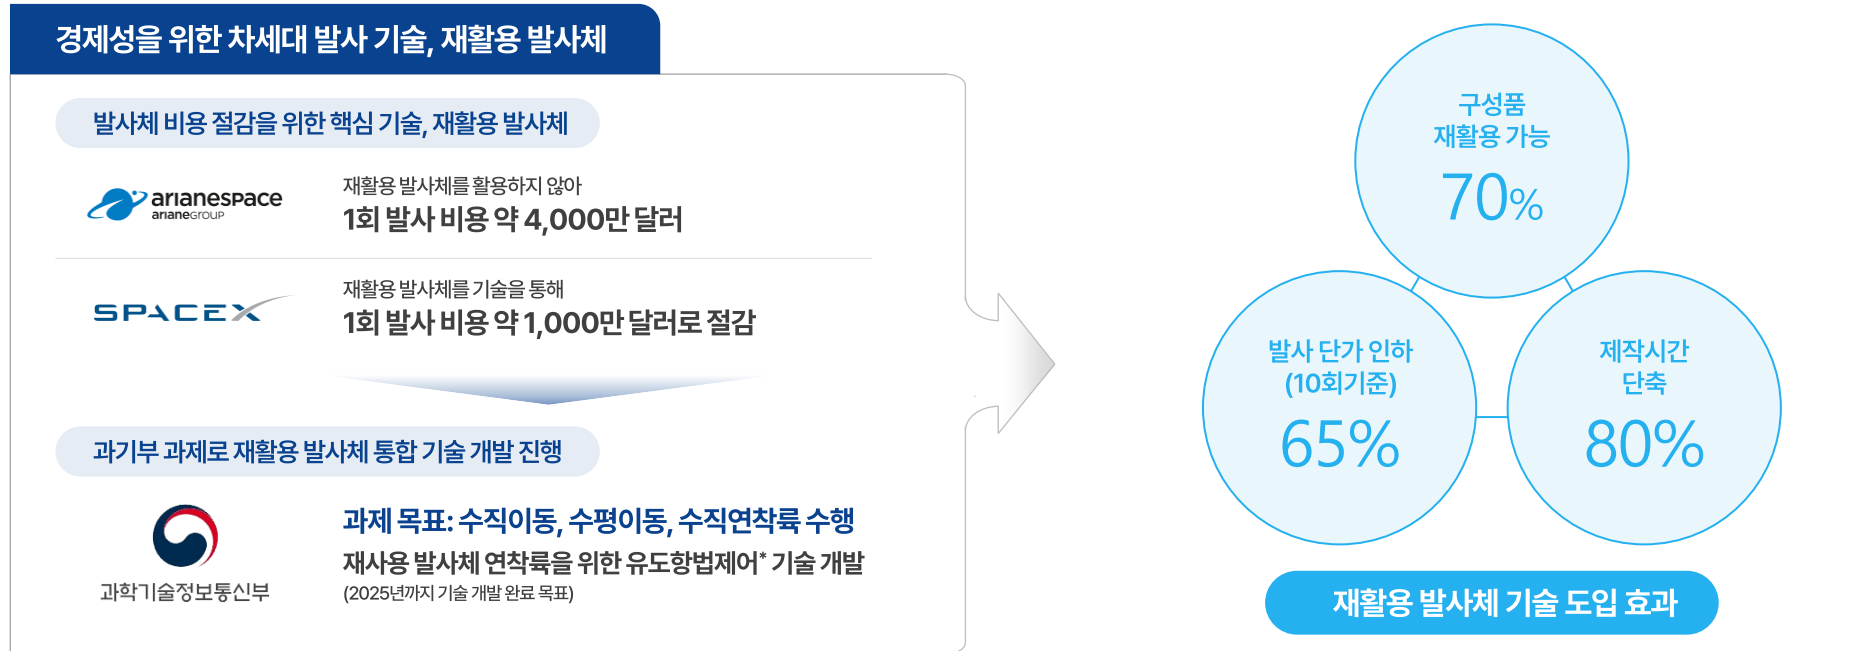 경제성을 위한 차세대 발사 기술, 재활용 발사체
발사체 비용 절감을 위한 핵심 기술, 재활용 발사체
arianespace
arianeGROUP
재활용 발사체를 활용하지 않아
1회 발사 비용 약 4,000만 달러
SPACEX
재활용 발사체를 기술을 통해
1회 발사 비용 약 1,000만 달러로 절감
과기부 과제로 재활용 발사체 통합 기술 개발 진행
과학기술정보통신부
과제 목표: 수직이동, 수평이동, 수직연착륙 수행
재사용 발사체 연착륙을 위한 유도항법제어* 기술 개발
(2025년까지 기술 개발 완료 목표)
구성품
재활용 가능
70%
발사 단가 인하
(10회기준)
65%
제작시간
단축
80%
재활용 발사체 기술 도입 효과